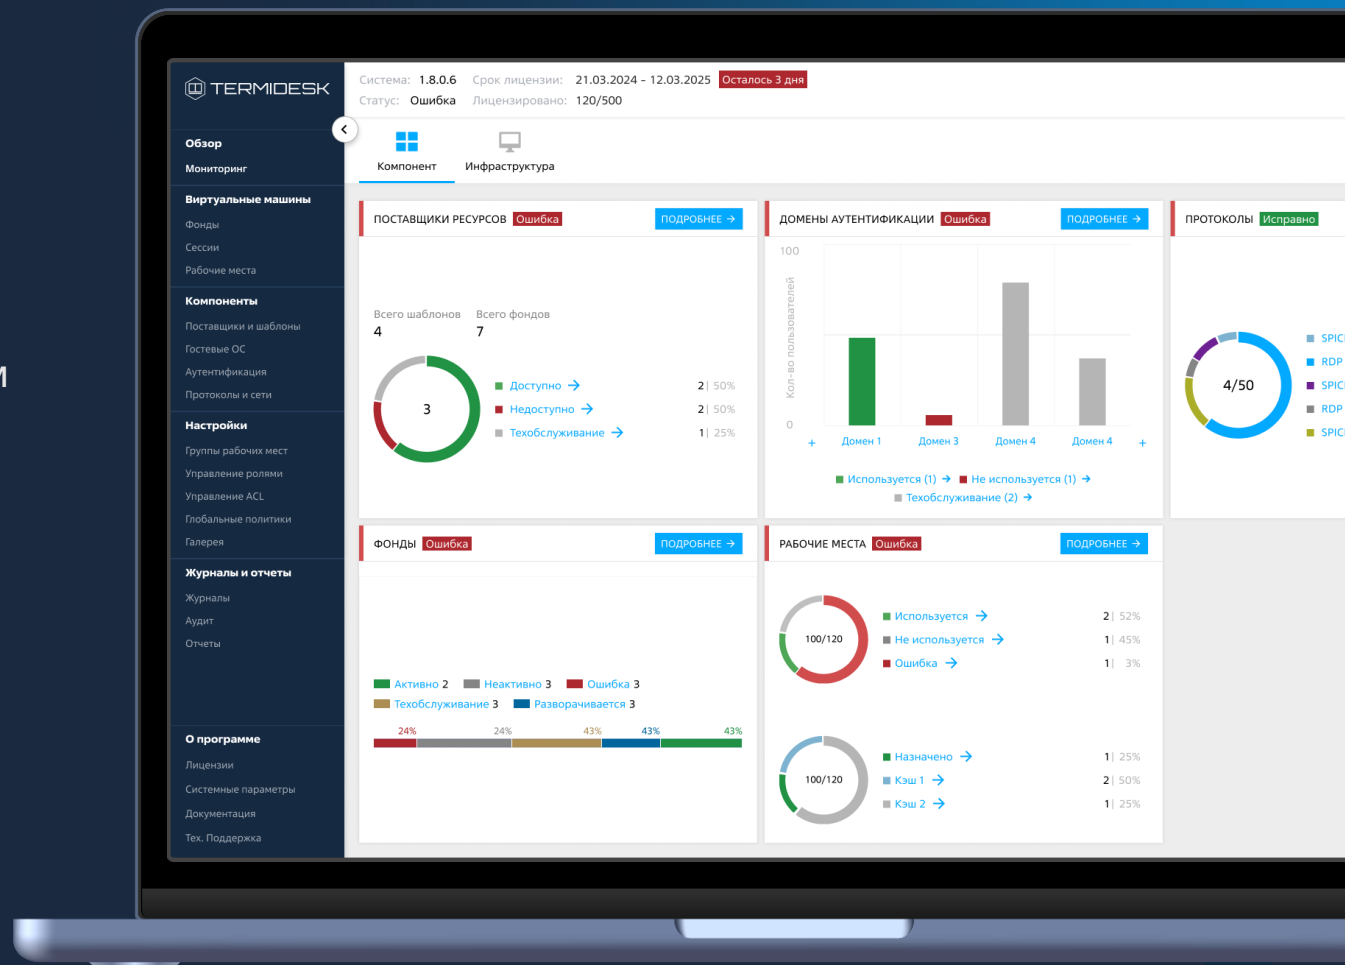 и
TERMIDESK
Обзор
Мониторинг
Виртуальные машины
Фонды
Сессии
Рабочие места
Компоненты
Поставщики и шаблоны
Гостевые ОС
Аутентификация
Протоколы и сети
Настройки
Группы рабочих мест
Управление ролями
Управление ACL
Глобальные политики
Галерея
Журналы и отчеты
Журналы
Аудит
Отчеты
О программе
Лицензии
Системные параметры
Документация
Тех. Поддержка
Система: 1.8.0.6 Срок лицензии: 21.03.2024 - 12.03.2025 Осталось 3 дня
Статус: Ошибка Лицензировано: 120/500
Компонент Инфраструктура
ПОСТАВЩИКИ РЕСУРСОВ Ошибка ПОДРОБНЕЕ →
Всего шаблонов Всего фондов
4 7
3
Доступно → 2| 50%
Недоступно → 2| 50%
Техобслуживание → 1| 25%
ДОМЕНЫ АУТЕНТИФИКАЦИИ Ошибка ПОДРОБНЕЕ →
100
Кол-во пользователей
0
+ Домен 1 Домен 3 Домен 4 Домен 4 +
Используется (1) → Не используется (1) →
Техобслуживание (2) →
ПРОТОКОЛЫ Исправно
4/50
SPIC
RDP
SPIC
RDP
SPIC
ФОНДЫ Ошибка ПОДРОБНЕЕ →
Активно 2 Неактивно 3 Ошибка 3
Техобслуживание 3 Разворачивается 3
24% 24% 43% 43% 43%
РАБОЧИЕ МЕСТА Ошибка ПОДРОБНЕЕ →
100/120
Используется → 2| 52%
Не используется → 1| 45%
Ошибка → 1| 3%
100/120
Назначено → 1| 25%
Кэш 1 → 2| 50%
Кэш 2 → 1| 25%